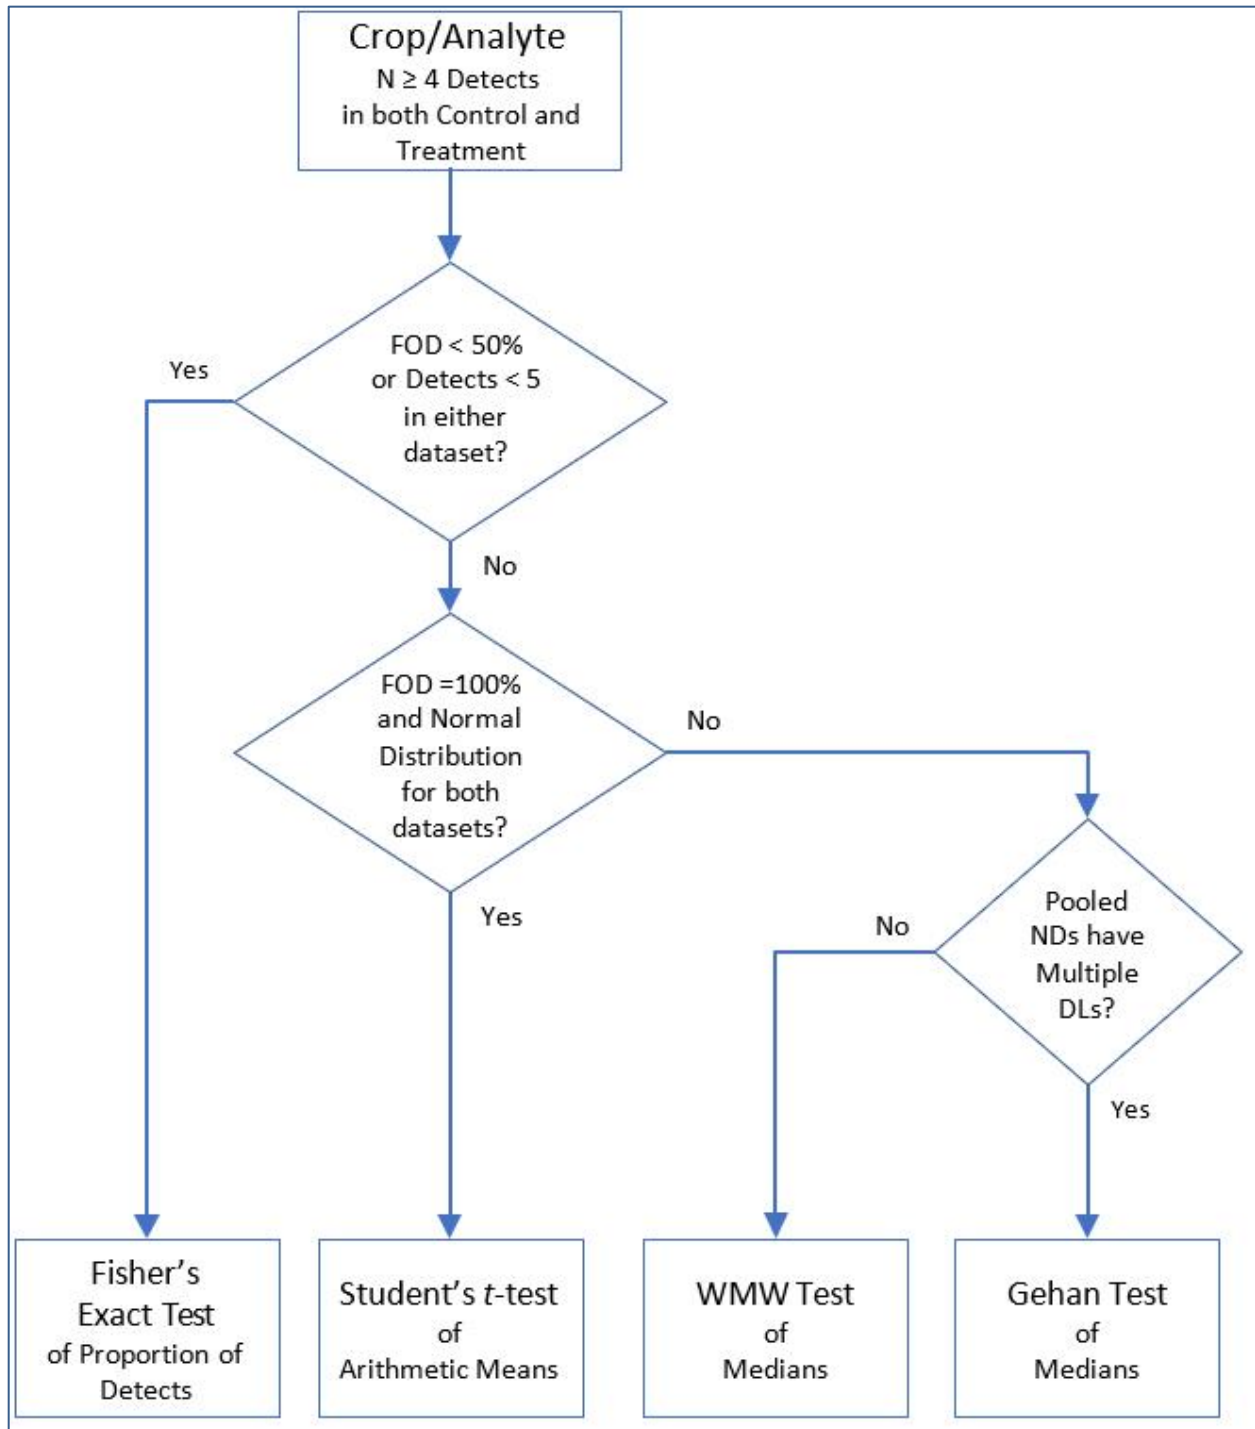 Crop/Analyte
N ≥ 4 Detects
in both Control and
Treatment
FOD < 50%
or Detects < 5
in either
dataset?
Yes
No
FOD =100%
and Normal
Distribution
for both
datasets?
No
Yes
Pooled
NDs have
Multiple
DLs?
No
Yes
Fisher's
Exact Test
of Proportion of
Detects
Student's t-test
of
Arithmetic Means
WMW Test
of
Medians
Gehan Test
of
Medians